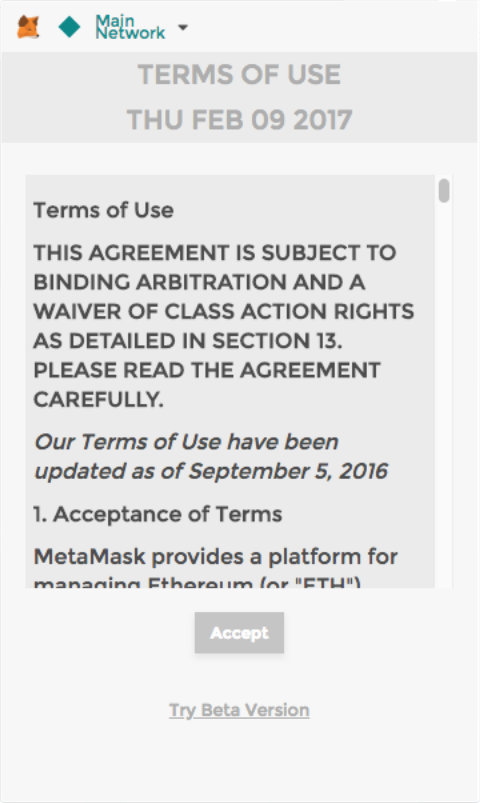 Main
Network
TERMS OF USE
THU FEB 09 2017
Terms of Use
THIS AGREEMENT IS SUBJECT TO
BINDING ARBITRATION AND A
WAIVER OF CLASS ACTION RIGHTS
AS DETAILED IN SECTION 13.
PLEASE READ THE AGREEMENT
CAREFULLY.
Our Terms of Use have been
updated as of September 5, 2016
1. Acceptance of Terms
MetaMask provides a platform for
managing Ethereum (or "ETH")
Accept
Try Beta Version